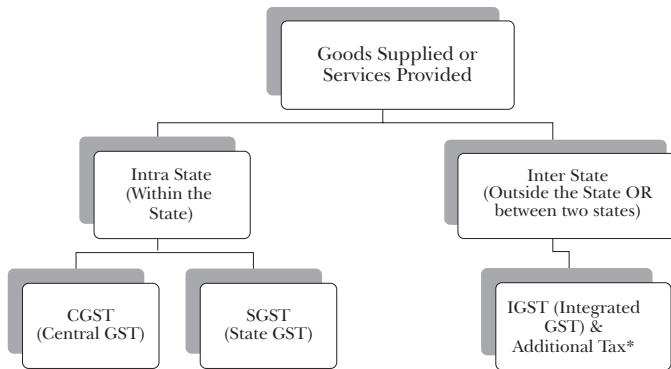 Goods Supplied or
Services Provided
Intra State
(Within the
State)
Inter State
(Outside the State OR
between two states)
CGST
(Central GST)
SGST
(State GST)
IGST (Integrated
GST) &
Additional Tax*